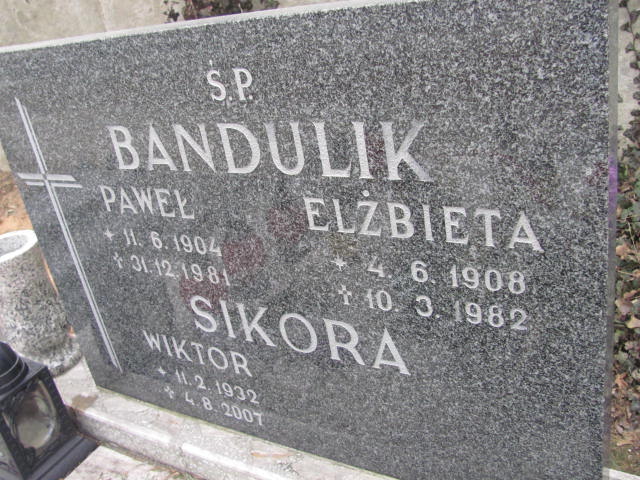 Ś.P.
BANDULIK
PAWEŁ
* 11.6.1904
† 31.12.1981
ELŻBIETA
* 4.6.1908
† 10.3.1982
SIKORA
WIKTOR
* 11.2.1932
† 4.8.2007